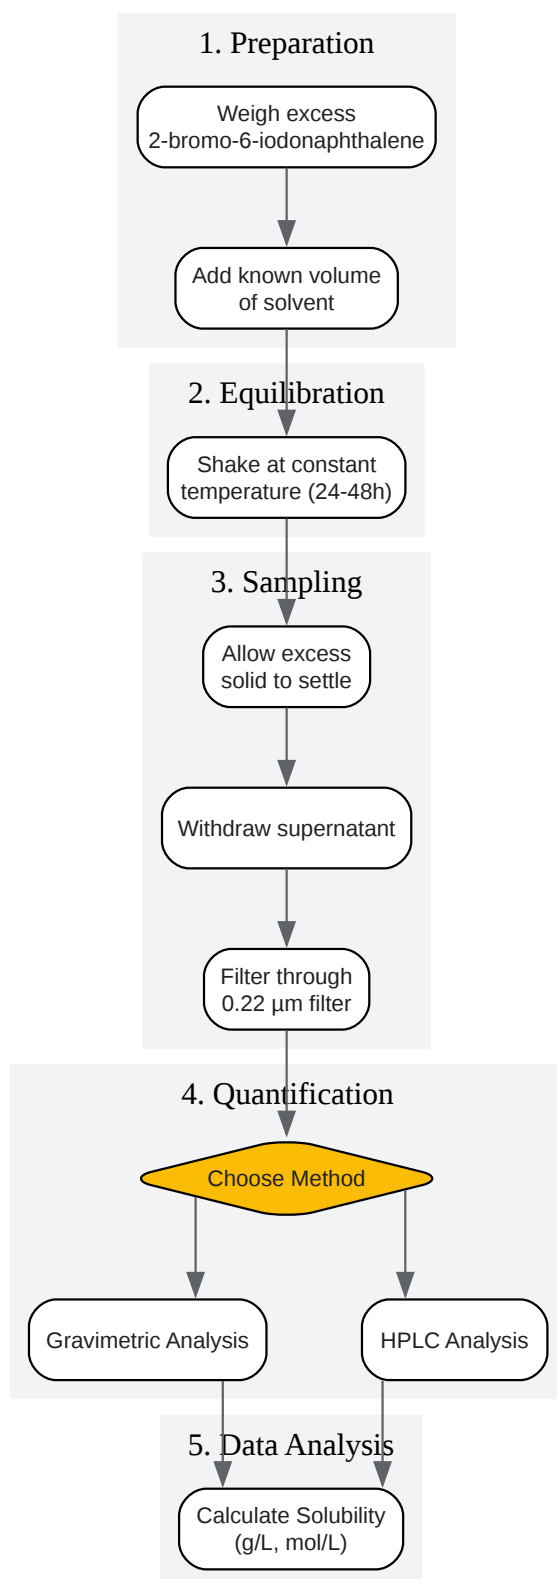 1. Preparation
Weigh excess
2-bromo-6-iodonaphthalene
Add known volume
of solvent
2. Equilibration
Shake at constant
temperature (24-48h)
3. Sampling
Allow excess
solid to settle
Withdraw supernatant
Filter through
0.22 µm filter
4. Quantification
Choose Method
Gravimetric Analysis
HPLC Analysis
5. Data Analysis
Calculate Solubility
(g/L, mol/L)